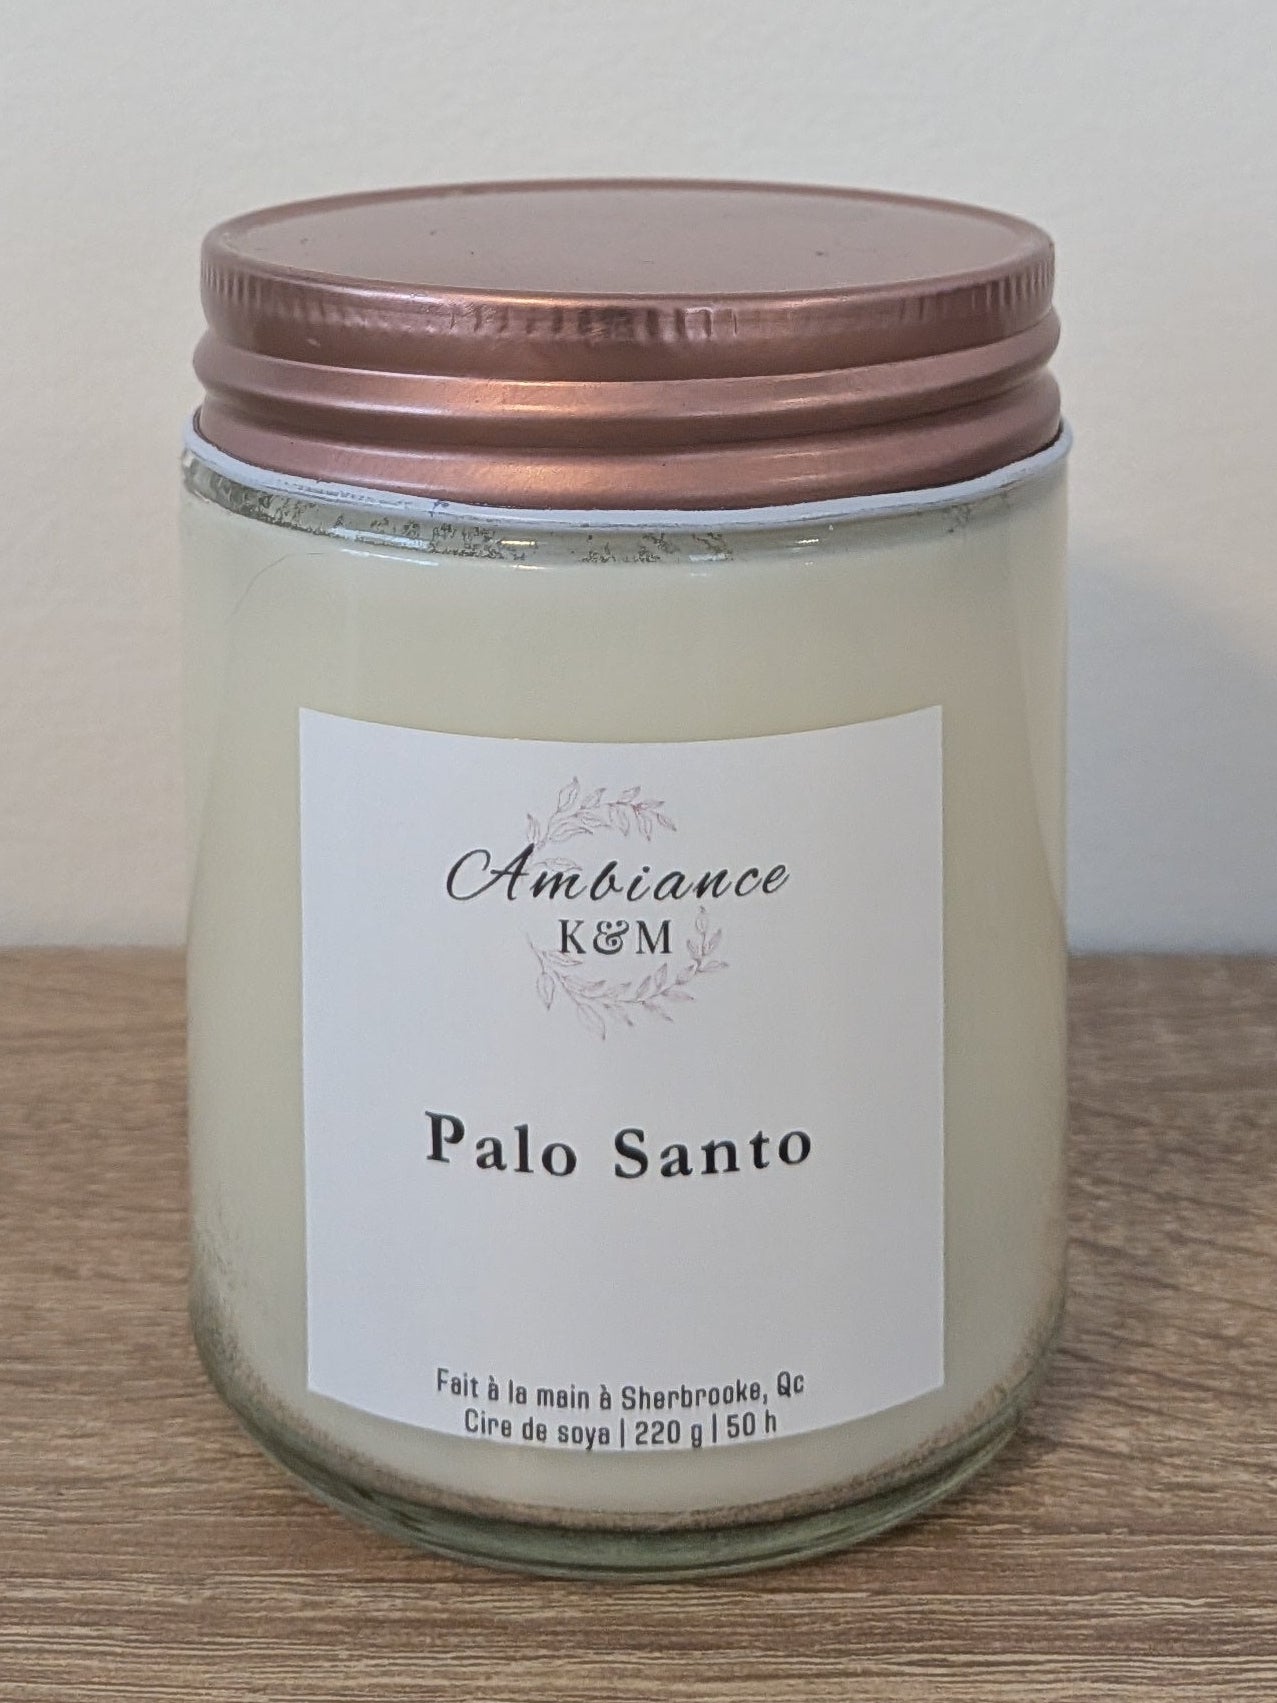 Ambiance
K&M
Palo Santo
Fait à la main à Sherbrooke, Qc
Cire de soya | 220 g | 50 h